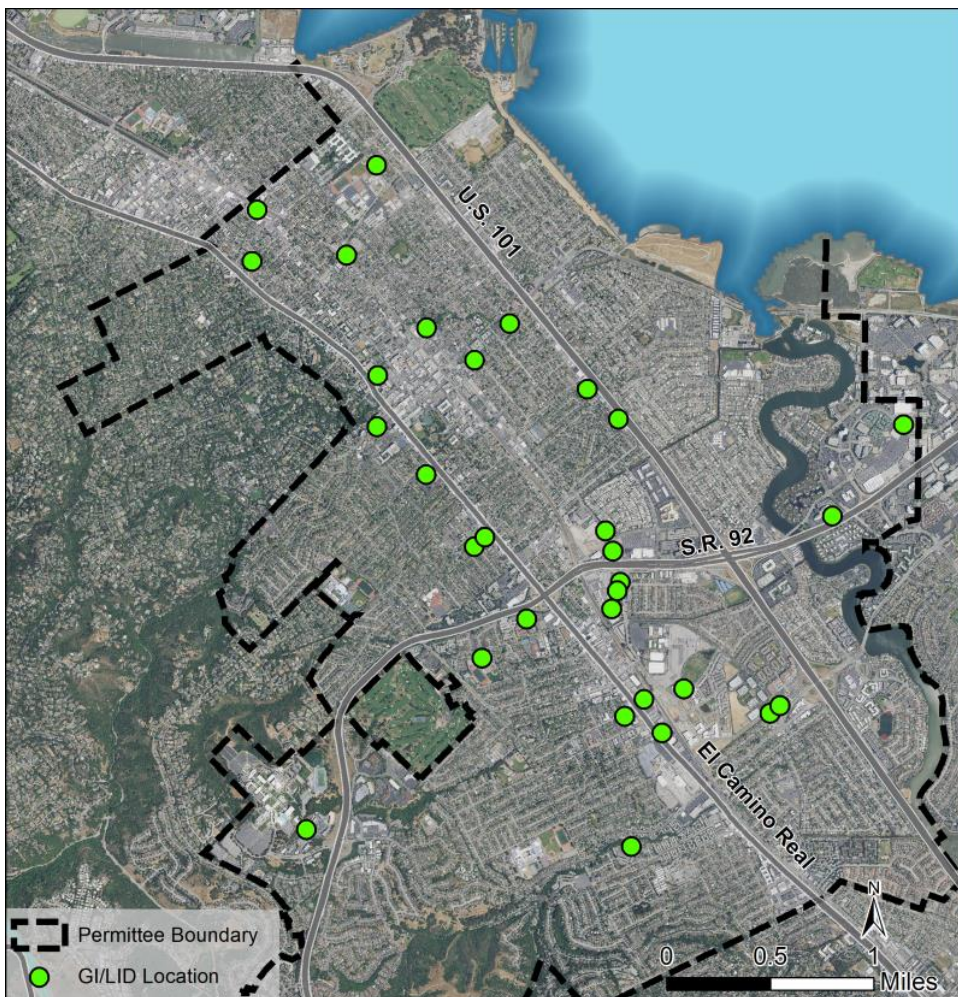 U.S. 101
S.R. 92
El Camino Real
N
Permittee Boundary
GI/LID Location
0 0.5 1
Miles